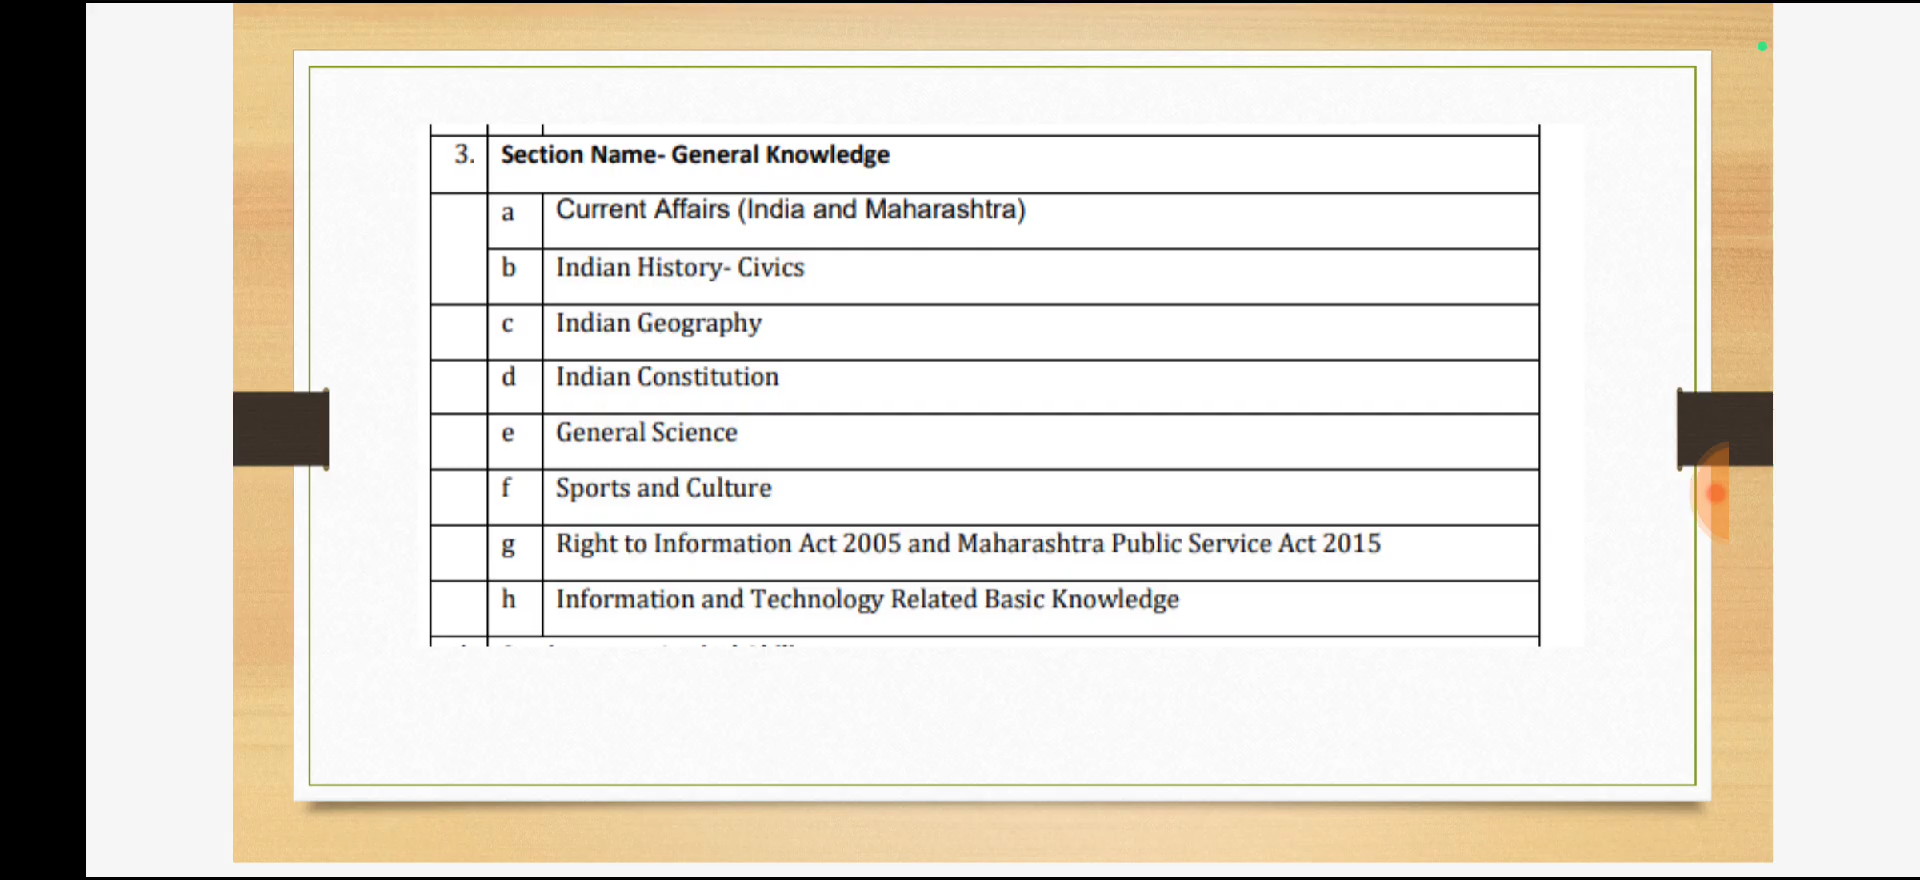 3. Section Name- General Knowledge
a Current Affairs (India and Maharashtra)
b Indian History- Civics
c Indian Geography
d Indian Constitution
e General Science
f Sports and Culture
g Right to Information Act 2005 and Maharashtra Public Service Act 2015
h Information and Technology Related Basic Knowledge